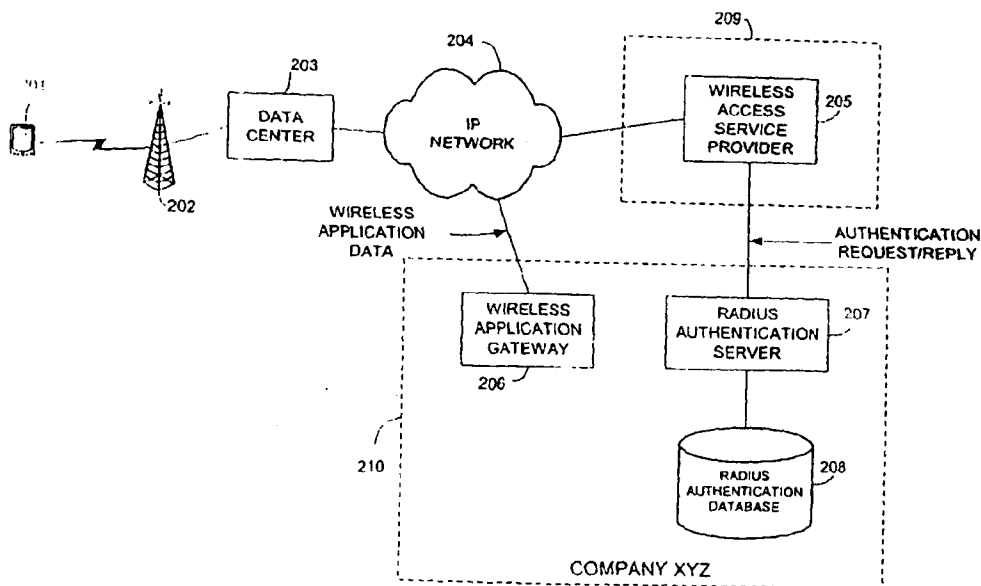 209
204
203
WIRELESS
ACCESS
SERVICE
PROVIDER
205
DATA
CENTER
IP
NETWORK
202
WIRELESS
APPLICATION
DATA
AUTHENTICATION
REQUEST/REPLY
WIRELESS
APPLICATION
GATEWAY
206
RADIUS
AUTHENTICATION
SERVER
207
210
RADIUS
AUTHENTICATION
DATABASE
208
COMPANY XYZ